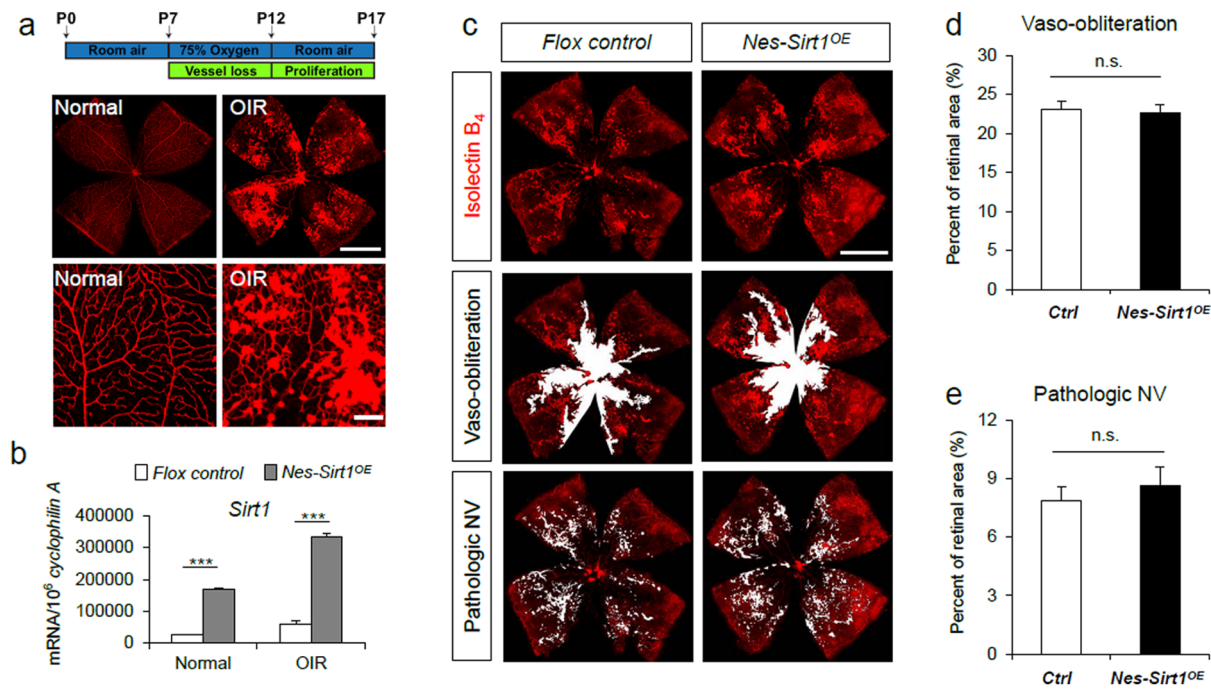 a
P0 P7 P12 P17
Room air 75% Oxygen Room air
Vessel loss Proliferation
Normal OIR
Normal OIR
b
Flox control Nes-Sirt1OE
Sirt1
mRNA/10⁶ cyclophilin A
400000
300000
200000
100000
0
***
***
Normal OIR
c
Flox control Nes-Sirt1OE
Isolectin B₄
Vaso-obliteration
Pathologic NV
d
Vaso-obliteration
Percent of retinal area (%)
30
25
20
15
10
5
0
n.s.
Ctrl Nes-Sirt1OE
e
Pathologic NV
Percent of retinal area (%)
12
9
6
3
0
n.s.
Ctrl Nes-Sirt1OE